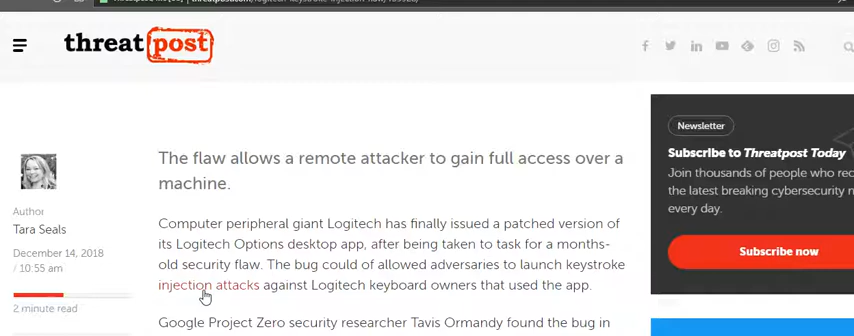 threatpost
Newsletter
Subscribe to Threatpost Today
Join thousands of people who
the latest breaking cybersecurity
every day.
Subscribe now
The flaw allows a remote attacker to gain full access over a
machine.
Author
Tara Seals
December 14, 2018
/ 10:55 am
2 minute read
Computer peripheral giant Logitech has finally issued a patched version of
its Logitech Options desktop app, after being taken to task for a months-
old security flaw. The bug could of allowed adversaries to launch keystroke
injection attacks against Logitech keyboard owners that used the app.
Google Project Zero security researcher Tavis Ormandy found the bug in